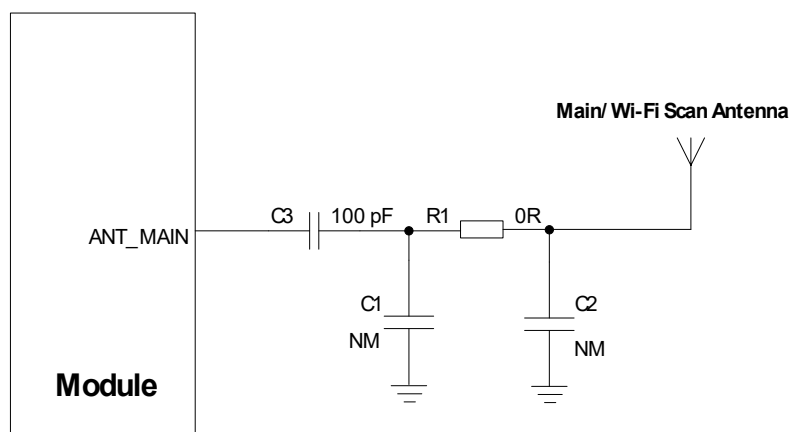 Main/ Wi-Fi Scan Antenna
C3 100 pF R1 0R
ANT_MAIN
C1
NM
C2
NM
Module